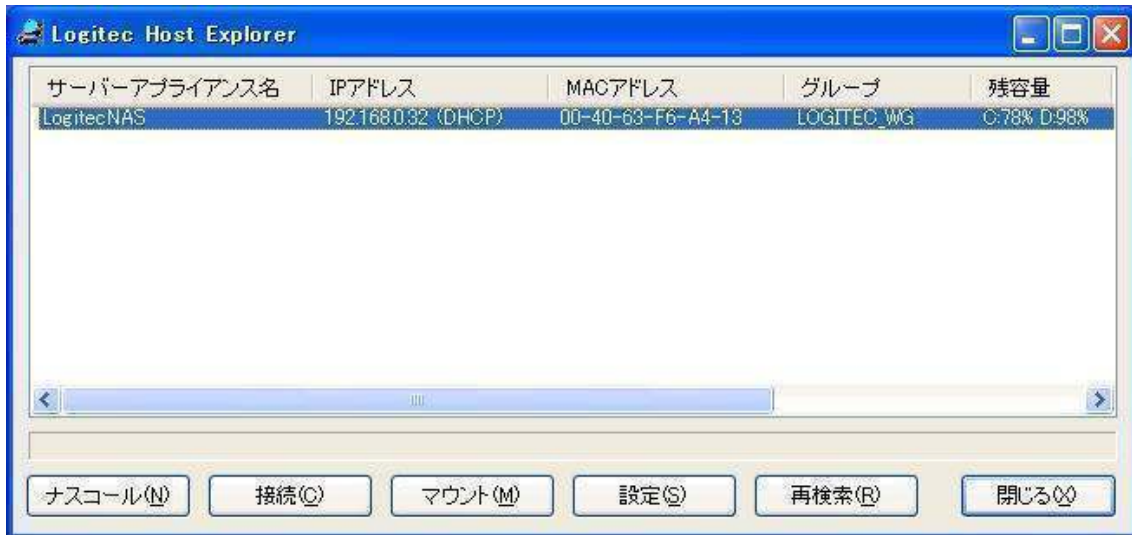 Logitec Host Explorer
サーバーアプライアンス名 IPアドレス MACアドレス グループ 残容量
LogitecNAS 192.168.0.32 (DHCP) 00-40-63-F6-A4-13 LOGITEC_WG C:78% D:98%
ナスコール(N) 接続(C) マウント(M) 設定(S) 再検索(R) 閉じる(X)